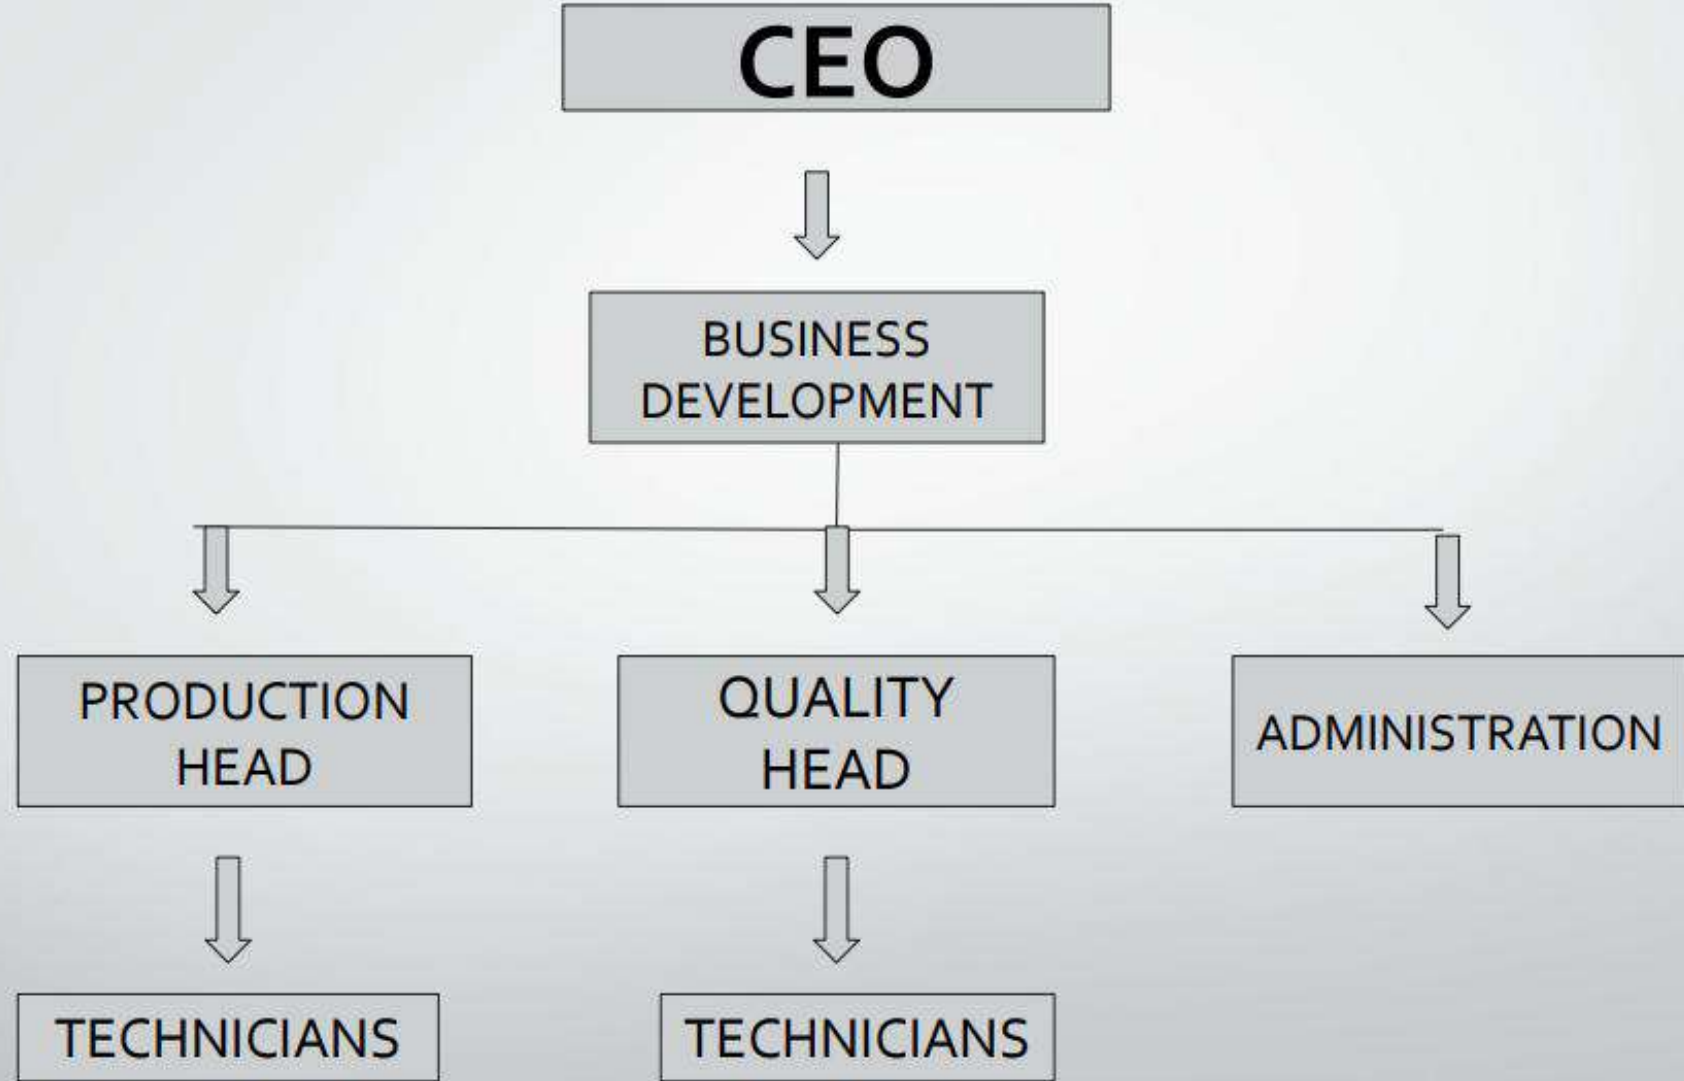 CEO
BUSINESS
DEVELOPMENT
PRODUCTION
HEAD
QUALITY
HEAD
ADMINISTRATION
TECHNICIANS
TECHNICIANS